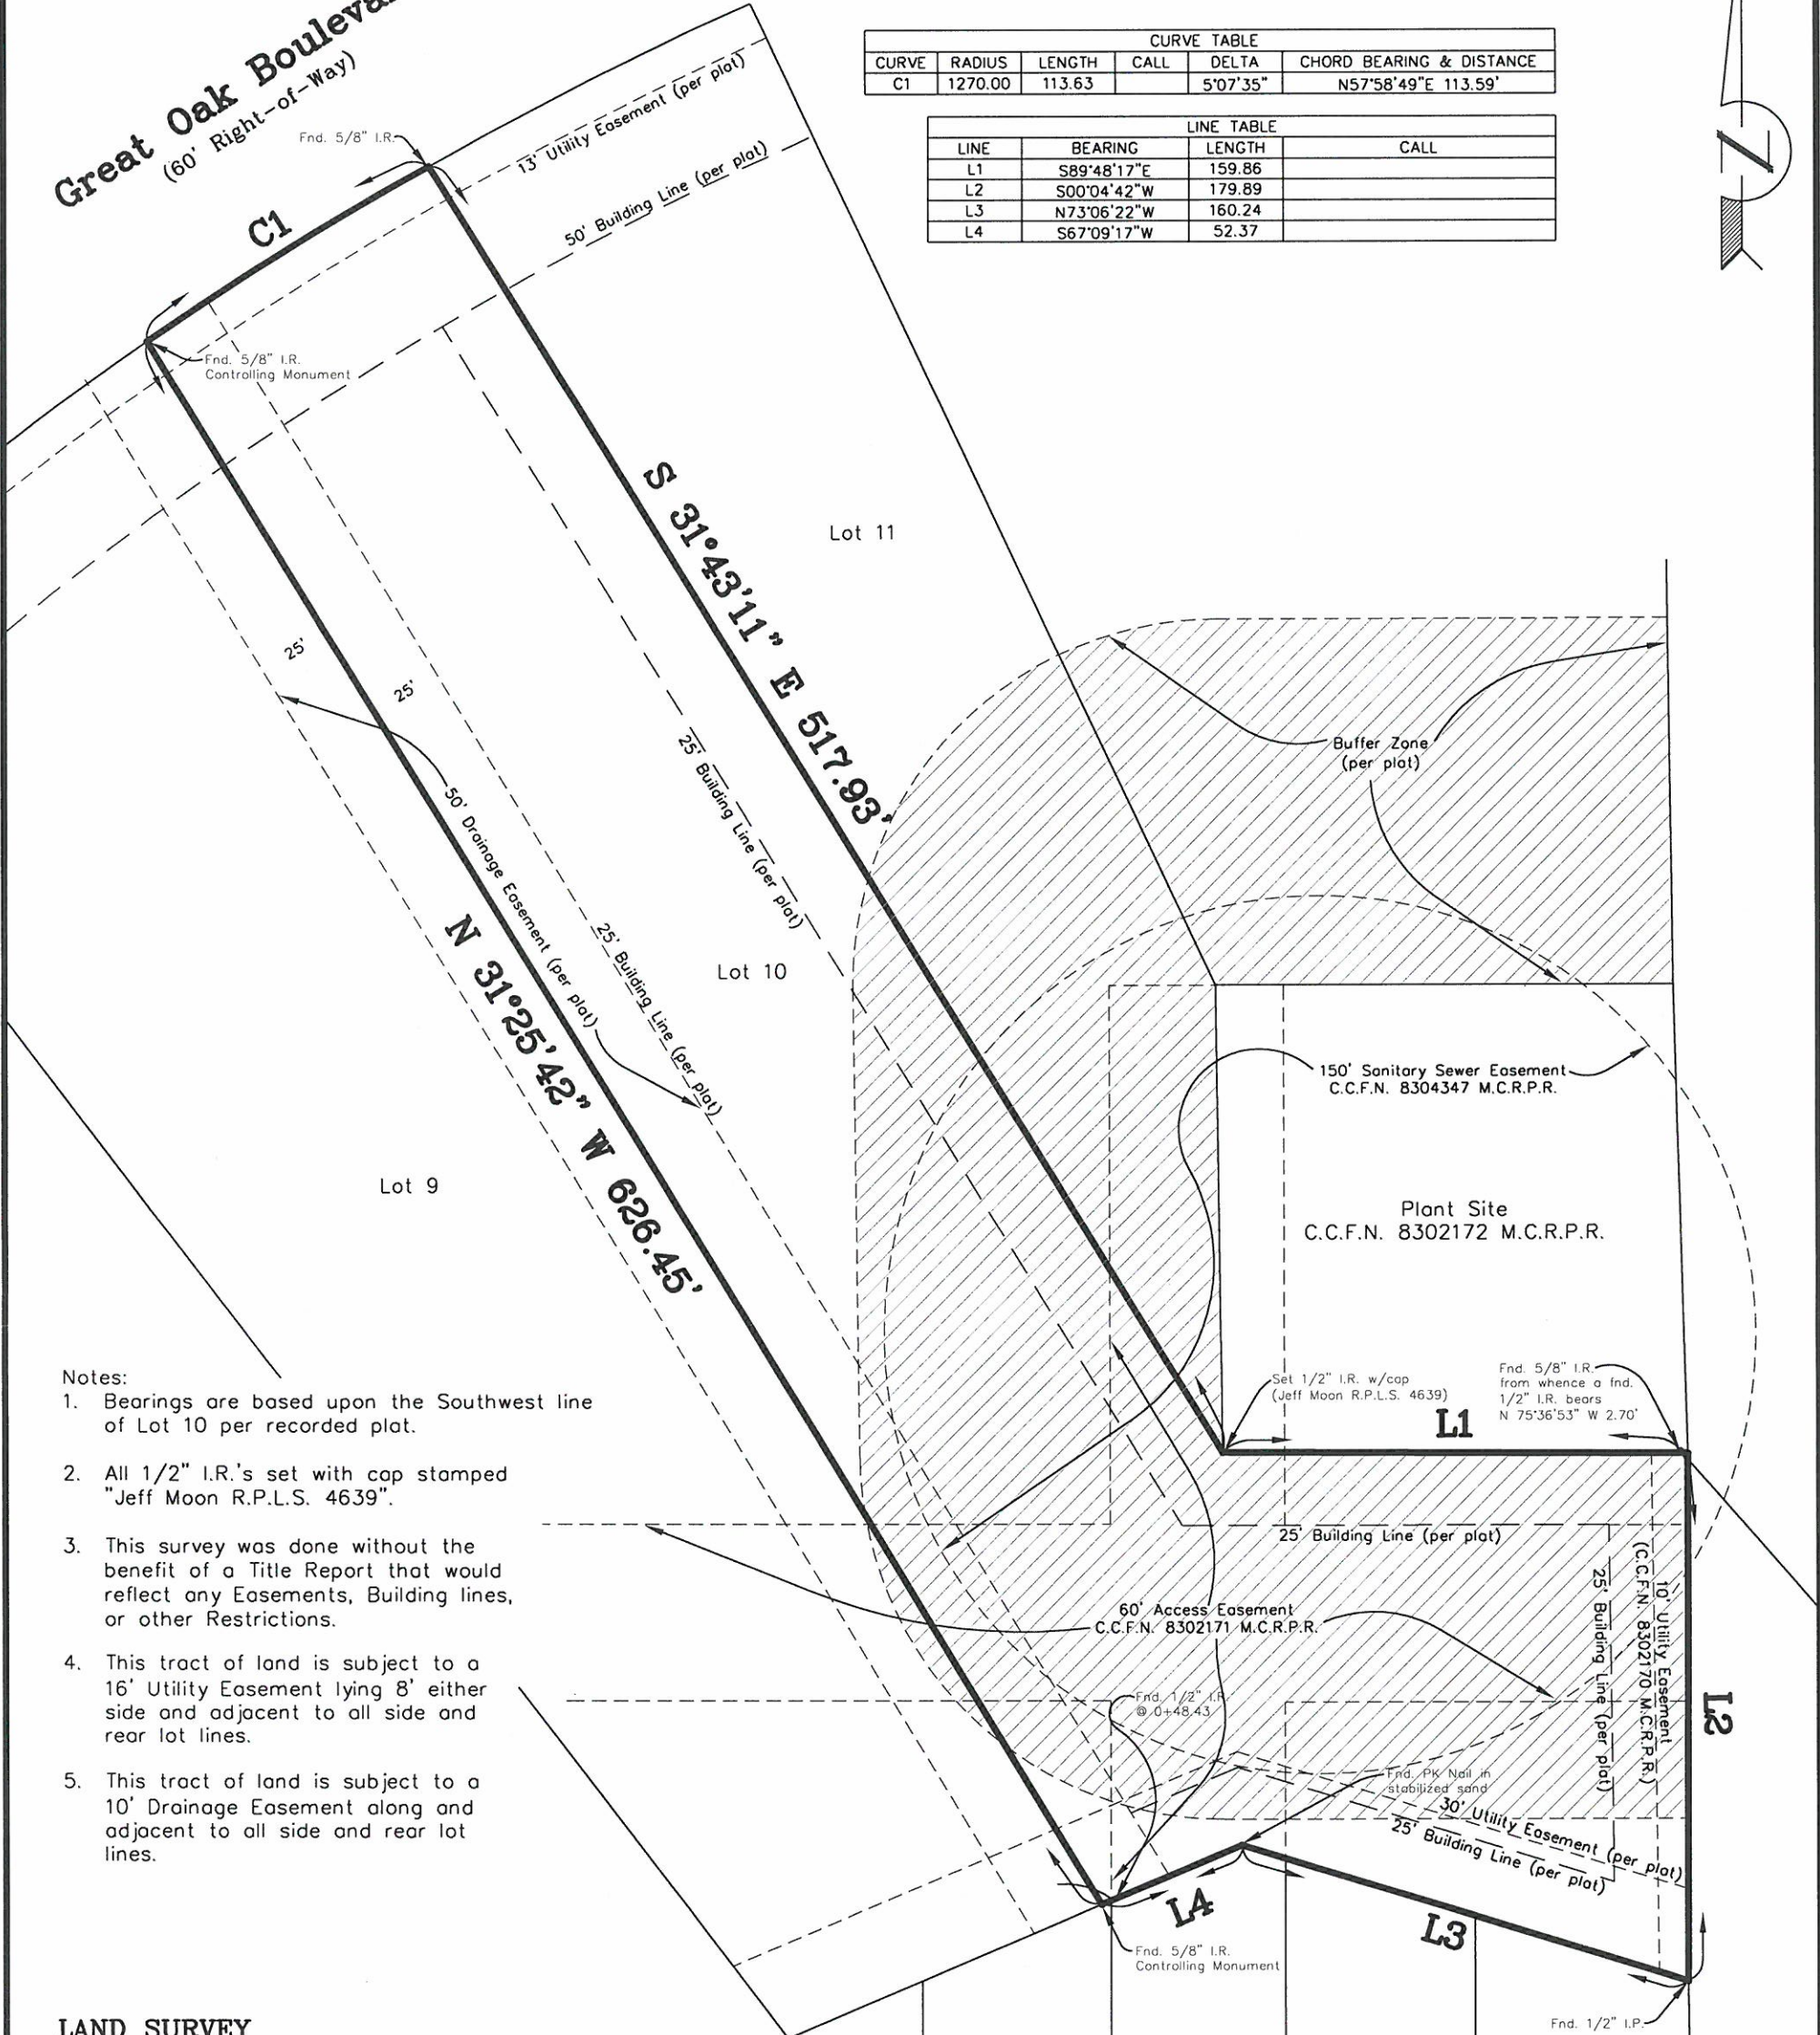 Great Oak Boulevar
(60' Right-of-Way)
CURVE TABLE
CURVE RADIUS LENGTH CALL DELTA CHORD BEARING & DISTANCE
C1 1270.00 113.63 5°07'35" N57°58'49"E 113.59'
LINE TABLE
LINE BEARING LENGTH CALL
L1 S89°48'17"E 159.86
L2 S00°04'42"W 179.89
L3 N73°06'22"W 160.24
L4 S67°09'17"W 52.37
Fnd. 5/8" I.R.
13' Utility Easement (per plat)
50' Building Line (per plat)
C1
Fnd. 5/8" I.R.
Controlling Monument
S 31°43'11" E 517.93'
Lot 11
25'
25'
Buffer Zone
(per plat)
25' Building Line (per plat)
50' Drainage Easement (per plat)
25' Building Line (per plat)
N 31°25'42" W 626.45'
Lot 10
150' Sanitary Sewer Easement
C.C.F.N. 8304347 M.C.R.P.R.
Lot 9
Plant Site
C.C.F.N. 8302172 M.C.R.P.R.
Set 1/2" I.R. w/cap
(Jeff Moon R.P.L.S. 4639)
Fnd. 5/8" I.R.
from whence a fnd.
1/2" I.R. bears
N 75°36'53" W 2.70'
L1
Notes:
1. Bearings are based upon the Southwest line
of Lot 10 per recorded plat.
2. All 1/2" I.R.'s set with cap stamped
"Jeff Moon R.P.L.S. 4639".
3. This survey was done without the
benefit of a Title Report that would
reflect any Easements, Building lines,
or other Restrictions.
4. This tract of land is subject to a
16' Utility Easement lying 8' either
side and adjacent to all side and
rear lot lines.
5. This tract of land is subject to a
10' Drainage Easement along and
adjacent to all side and rear lot
lines.
25' Building Line (per plat)
60' Access Easement
C.C.F.N. 8302171 M.C.R.P.R.
25' Building Line (per plat)
10' Utility Easement
(C.C.F.N. 8302170 M.C.R.P.R.)
L2
Fnd. 1/2" I.R.
@ 0+48.43
Fnd. PK Nail in
stabilized sand
30' Utility Easement (per plat)
25' Building Line (per plat)
L4
L3
Fnd. 5/8" I.R.
Controlling Monument
Fnd. 1/2" I.P.
LAND SURVEY